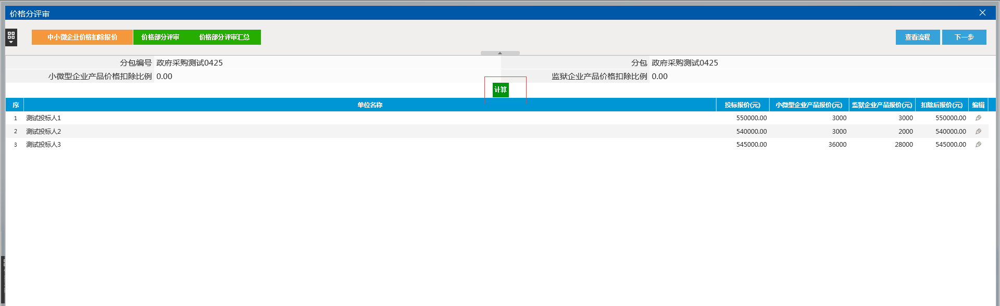 价格分评审
中小微企业价格扣除报价 价格部分评审 价格部分评审汇总 查看流程 下一步
分包编号 政府采购测试0425 分包 政府采购测试0425
小微型企业产品价格扣除比例 0.00 监狱企业产品价格扣除比例 0.00
计算
序 单位名称 投标报价(元) 小微型企业产品报价(元) 监狱企业产品报价(元) 扣除后报价(元) 编辑
1 测试投标人1 550000.00 3000 3000 550000.00
2 测试投标人2 540000.00 3000 2000 540000.00
3 测试投标人3 545000.00 36000 28000 545000.00